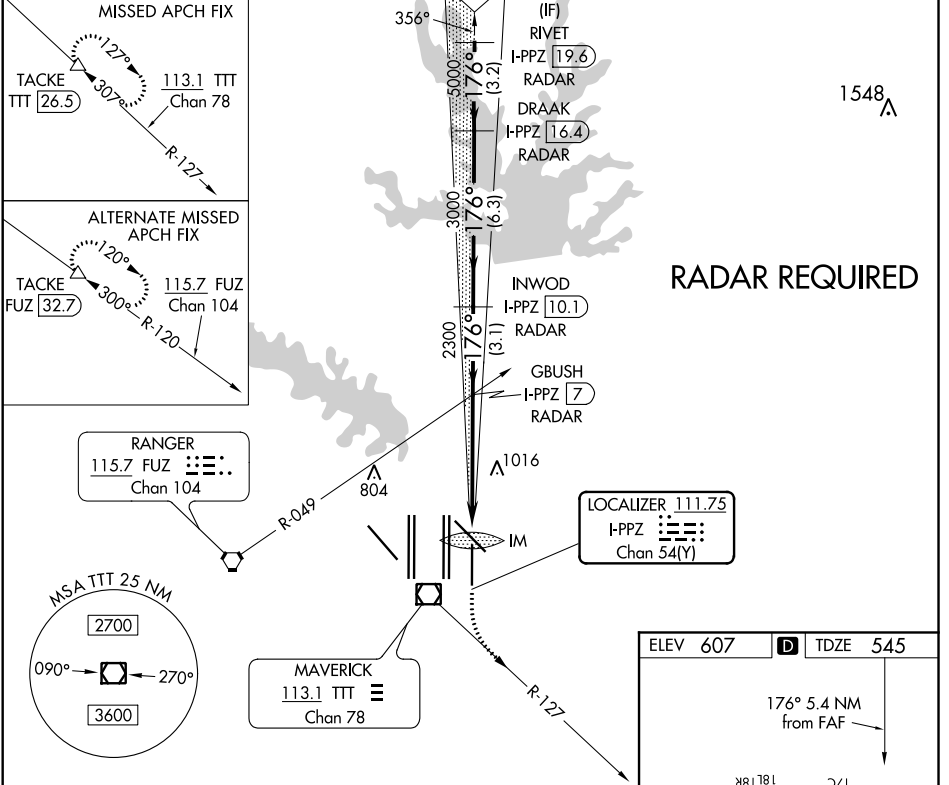 MISSED APCH FIX
127°
TACKE
TTT 26.5
307°
113.1 TTT
Chan 78
R-127
ALTERNATE MISSED
APCH FIX
120°
TACKE
FUZ 32.7
300°
115.7 FUZ
Chan 104
R-120
356°
(IF)
RIVET
I-PPZ 19.6
RADAR
5000
176°
(3.2)
DRAAK
I-PPZ 16.4
RADAR
3000
176°
(6.3)
INWOD
I-PPZ 10.1
RADAR
2300
176°
(3.1)
GBUSH
I-PPZ 7
RADAR
1548
RADAR REQUIRED
RANGER
115.7 FUZ
Chan 104
R-049
804
1016
IM
LOCALIZER 111.75
I-PPZ
Chan 54(Y)
MSA TTT 25 NM
2700
090°
270°
3600
MAVERICK
113.1 TTT
Chan 78
R-127
ELEV 607 D TDZE 545
176° 5.4 NM
from FAF
18L 18R
17C